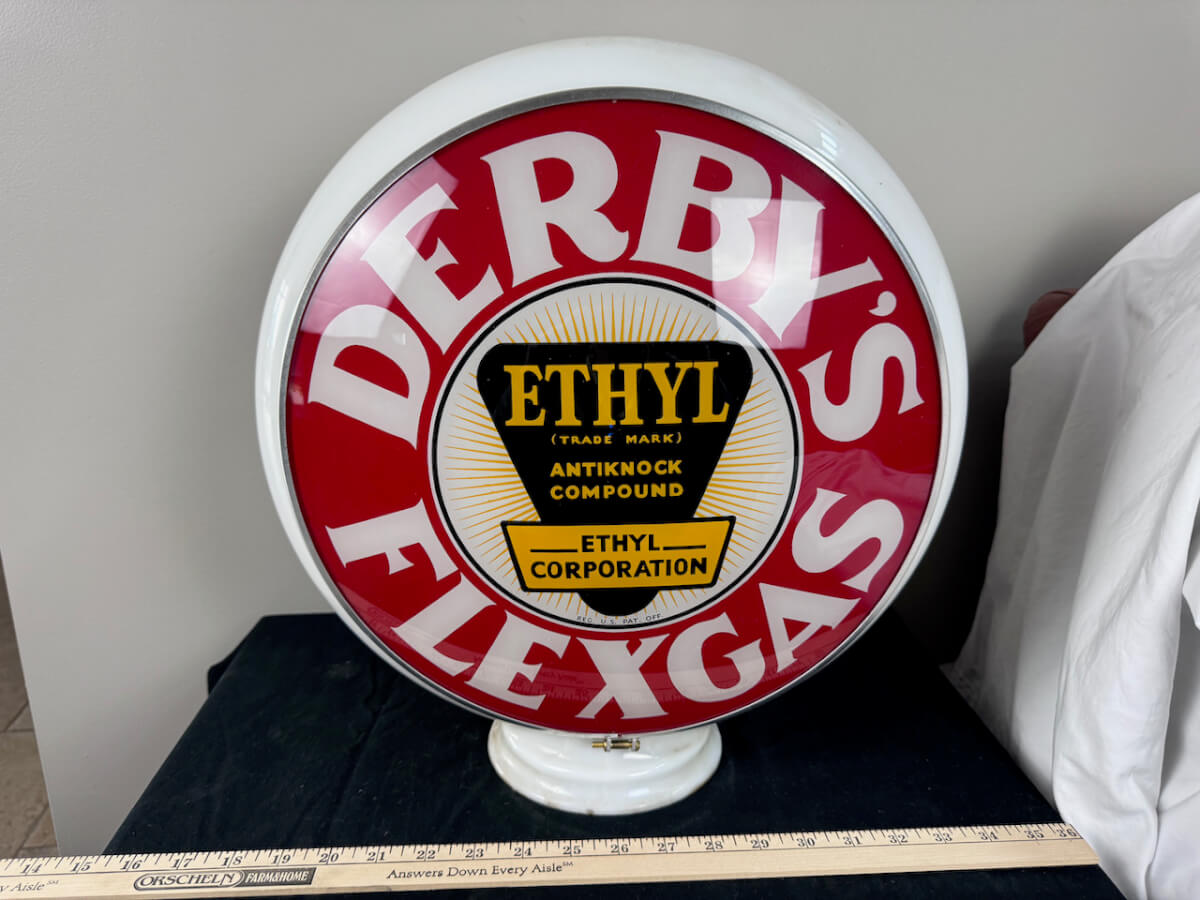 DERBY'S
ETHYL
(TRADE MARK)
ANTIKNOCK
COMPOUND
ETHYL
CORPORATION
REG. U.S. PAT. OFF.
FLEXGAS
14 15 16 17 18 19 20 21 22 23 24 25 26 27 28 29 30 31 32 33 34 35 36
Aisle℠ ORSCHELN FARM&HOME Answers Down Every Aisle℠